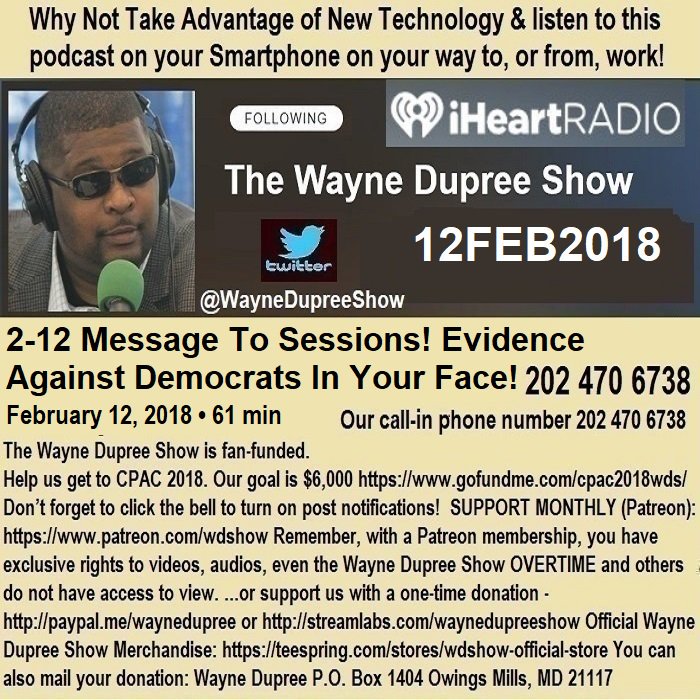 Why Not Take Advantage of New Technology & listen to this
podcast on your Smartphone on your way to, or from, work!
FOLLOWING
iHeartRADIO
The Wayne Dupree Show
twitter
12FEB2018
@WayneDupreeShow
2-12 Message To Sessions! Evidence
Against Democrats In Your Face! 202 470 6738
February 12, 2018 • 61 min
Our call-in phone number 202 470 6738
The Wayne Dupree Show is fan-funded.
Help us get to CPAC 2018. Our goal is $6,000 https://www.gofundme.com/cpac2018wds/
Don't forget to click the bell to turn on post notifications! SUPPORT MONTHLY (Patreon):
https://www.patreon.com/wdshow Remember, with a Patreon membership, you have
exclusive rights to videos, audios, even the Wayne Dupree Show OVERTIME and others
do not have access to view. ...or support us with a one-time donation -
http://paypal.me/waynedupree or http://streamlabs.com/waynedupreeshow Official Wayne
Dupree Show Merchandise: https://teespring.com/stores/wdshow-official-store You can
also mail your donation: Wayne Dupree P.O. Box 1404 Owings Mills, MD 21117